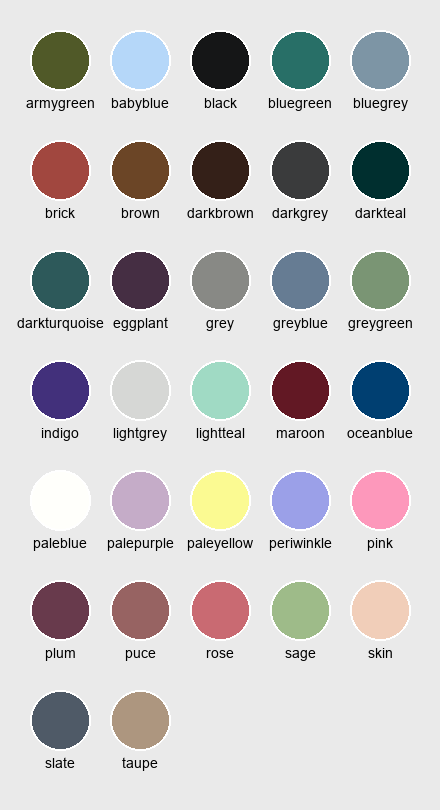 armygreen babyblue black bluegreen bluegrey
brick brown darkbrown darkgrey darkteal
darkturquoise eggplant grey greyblue greygreen
indigo lightgrey lightteal maroon oceanblue
paleblue palepurple paleyellow periwinkle pink
plum puce rose sage skin
slate taupe